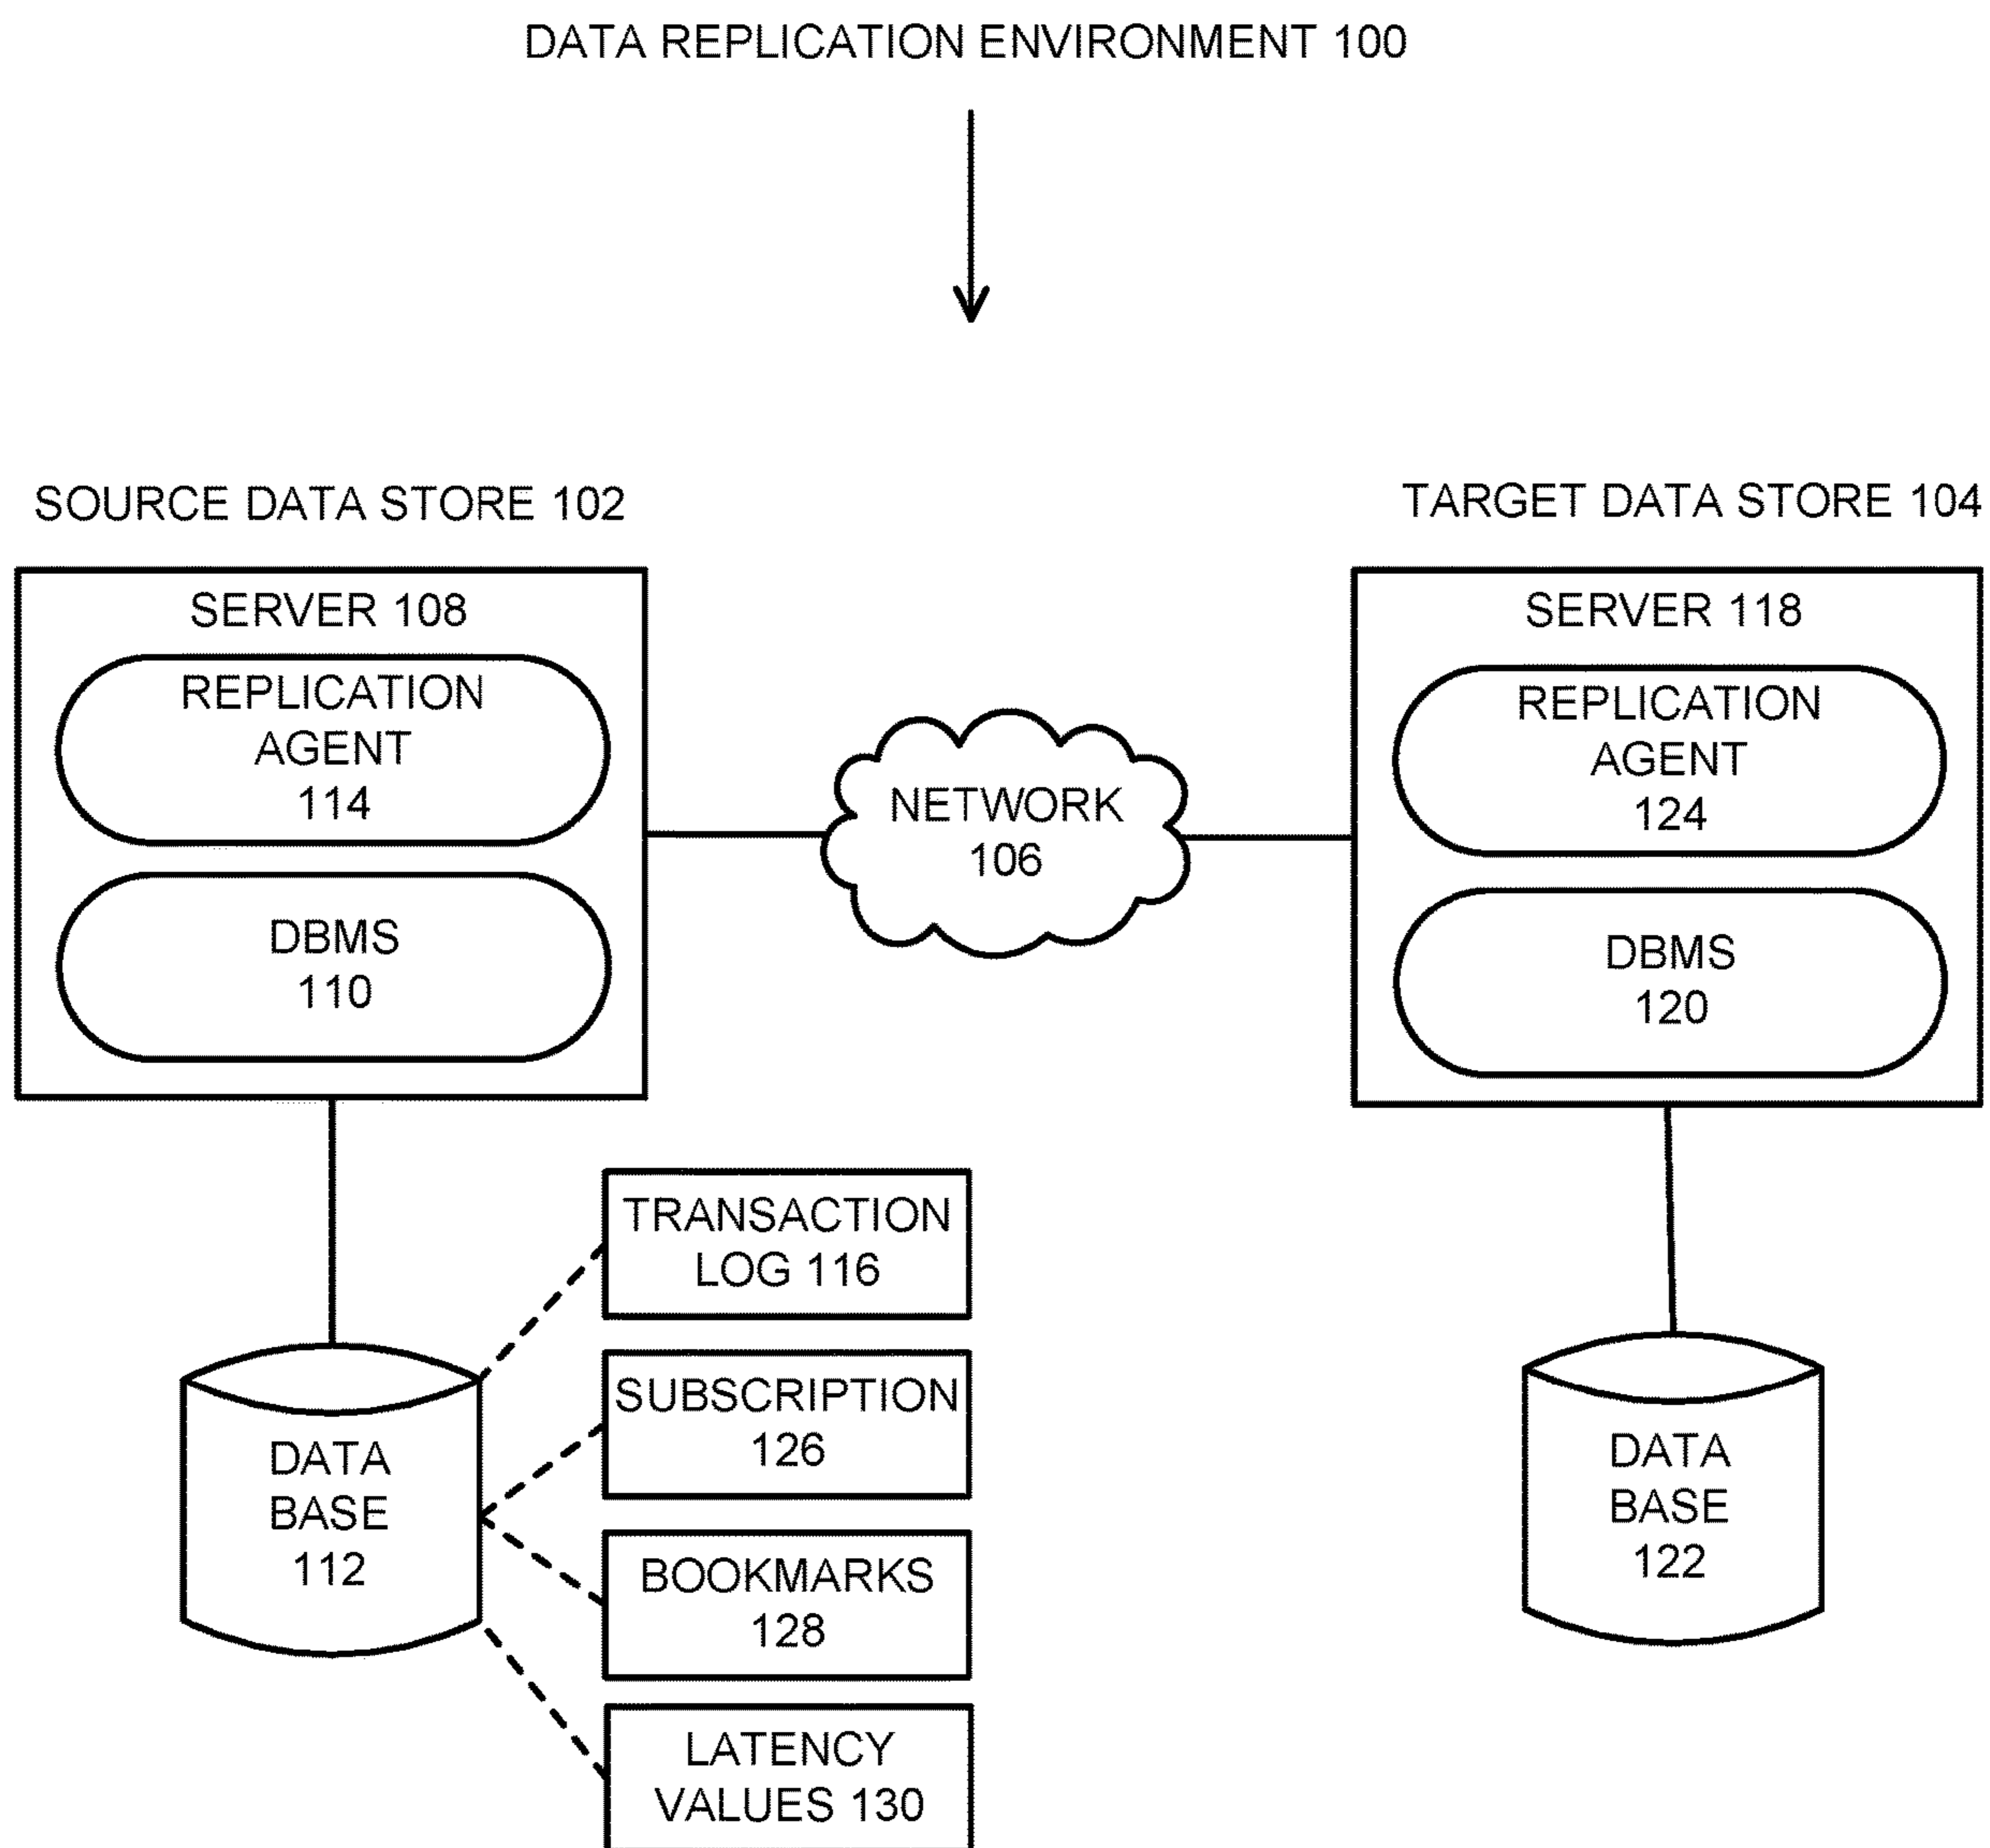 DATA REPLICATION ENVIRONMENT 100
SOURCE DATA STORE 102
SERVER 108
REPLICATION
AGENT
114
DBMS
110
NETWORK
106
TARGET DATA STORE 104
SERVER 118
REPLICATION
AGENT
124
DBMS
120
DATA
BASE
112
TRANSACTION
LOG 116
SUBSCRIPTION
126
BOOKMARKS
128
LATENCY
VALUES 130
DATA
BASE
122